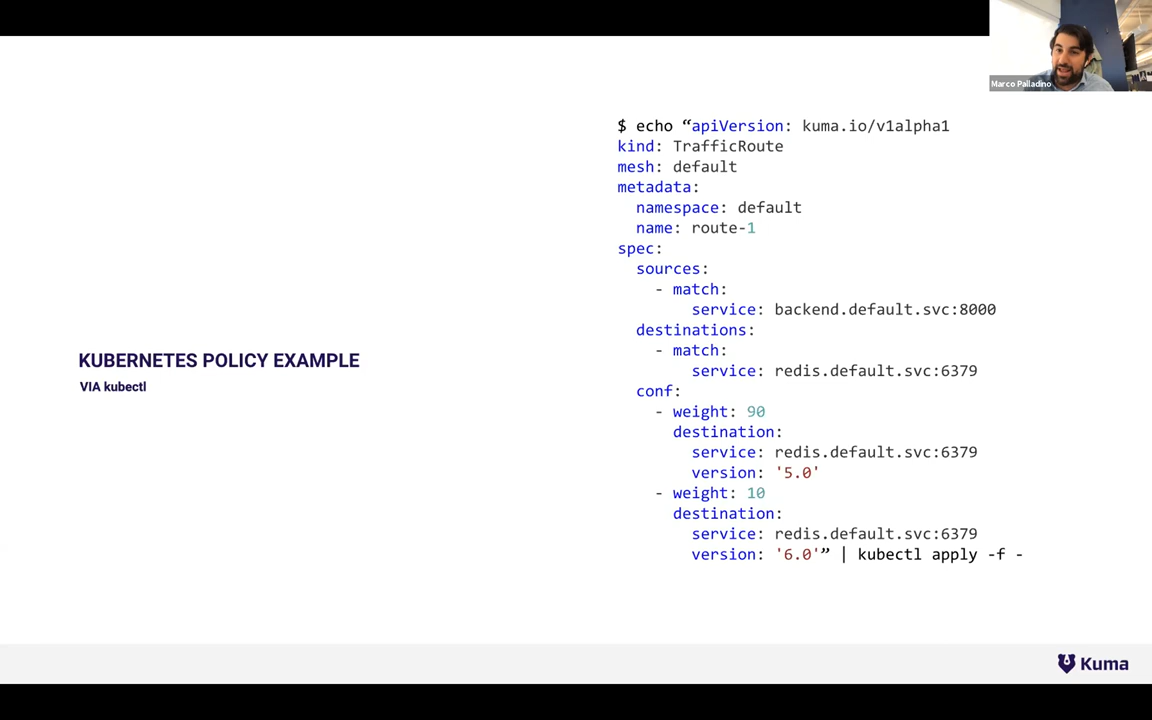 Marco Palladino
KUBERNETES POLICY EXAMPLE
VIA kubectl
$ echo “apiVersion: kuma.io/v1alpha1
kind: TrafficRoute
mesh: default
metadata:
  namespace: default
  name: route-1
spec:
  sources:
    - match:
        service: backend.default.svc:8000
  destinations:
    - match:
        service: redis.default.svc:6379
  conf:
    - weight: 90
      destination:
        service: redis.default.svc:6379
        version: '5.0'
    - weight: 10
      destination:
        service: redis.default.svc:6379
        version: '6.0'” | kubectl apply -f -
Kuma